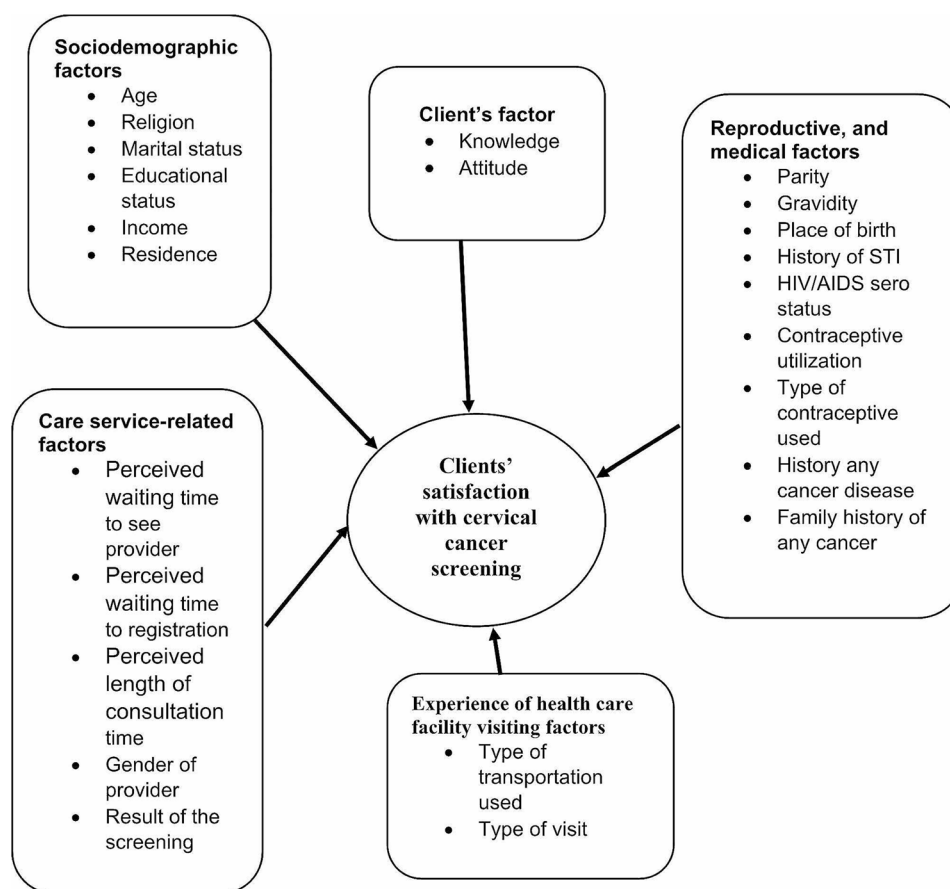 Sociodemographic
factors
• Age
• Religion
• Marital status
• Educational
status
• Income
• Residence
Client's factor
• Knowledge
• Attitude
Reproductive, and
medical factors
• Parity
• Gravidity
• Place of birth
• History of STI
• HIV/AIDS sero
status
• Contraceptive
utilization
• Type of
contraceptive
used
• History any
cancer disease
• Family history of
any cancer
Care service-related
factors
• Perceived
waiting time
to see
provider
• Perceived
waiting time
to registration
• Perceived
length of
consultation
time
• Gender of
provider
• Result of the
screening
Clients'
satisfaction
with cervical
cancer
screening
Experience of health care
facility visiting factors
• Type of
transportation
used
• Type of visit